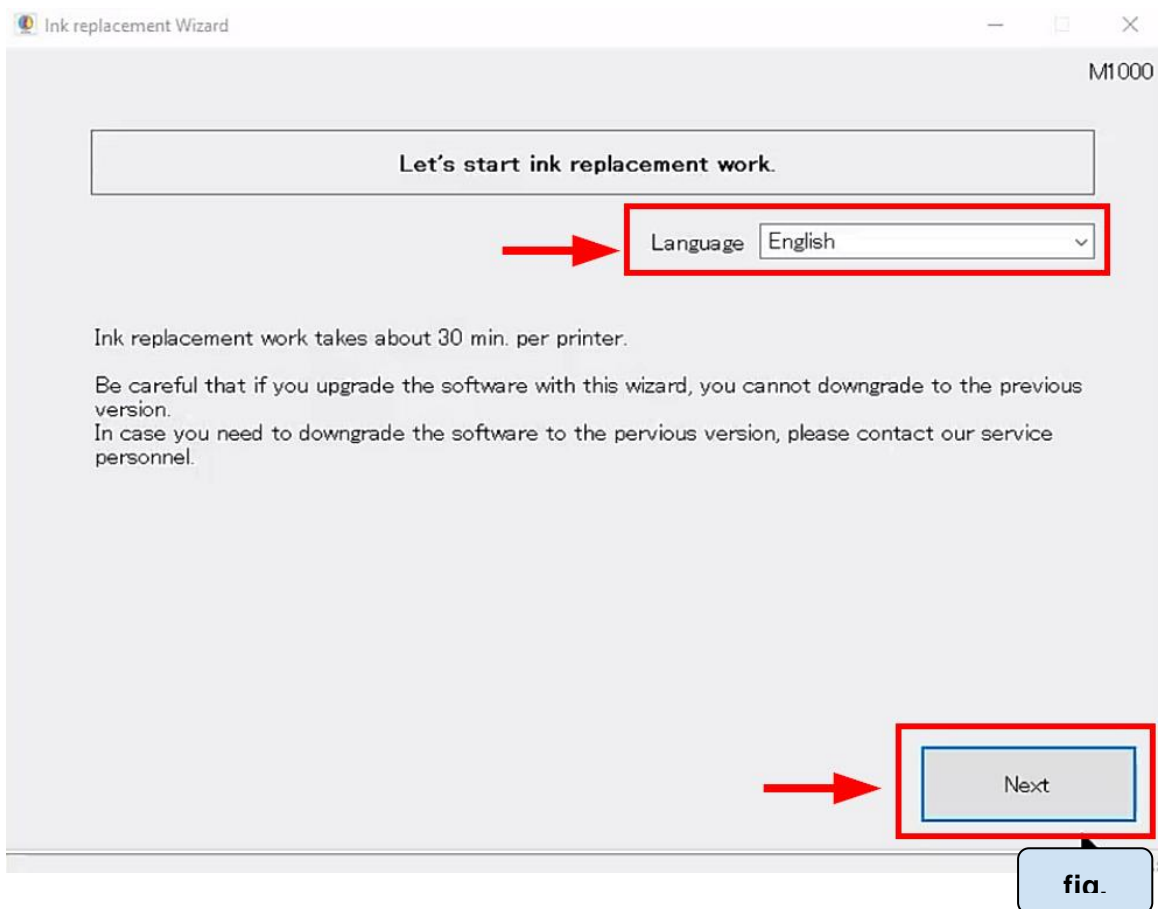 Ink replacement Wizard
M1000
Let's start ink replacement work.
Language English
Ink replacement work takes about 30 min. per printer.
Be careful that if you upgrade the software with this wizard, you cannot downgrade to the previous
version.
In case you need to downgrade the software to the pervious version, please contact our service
personnel.
Next
fig.